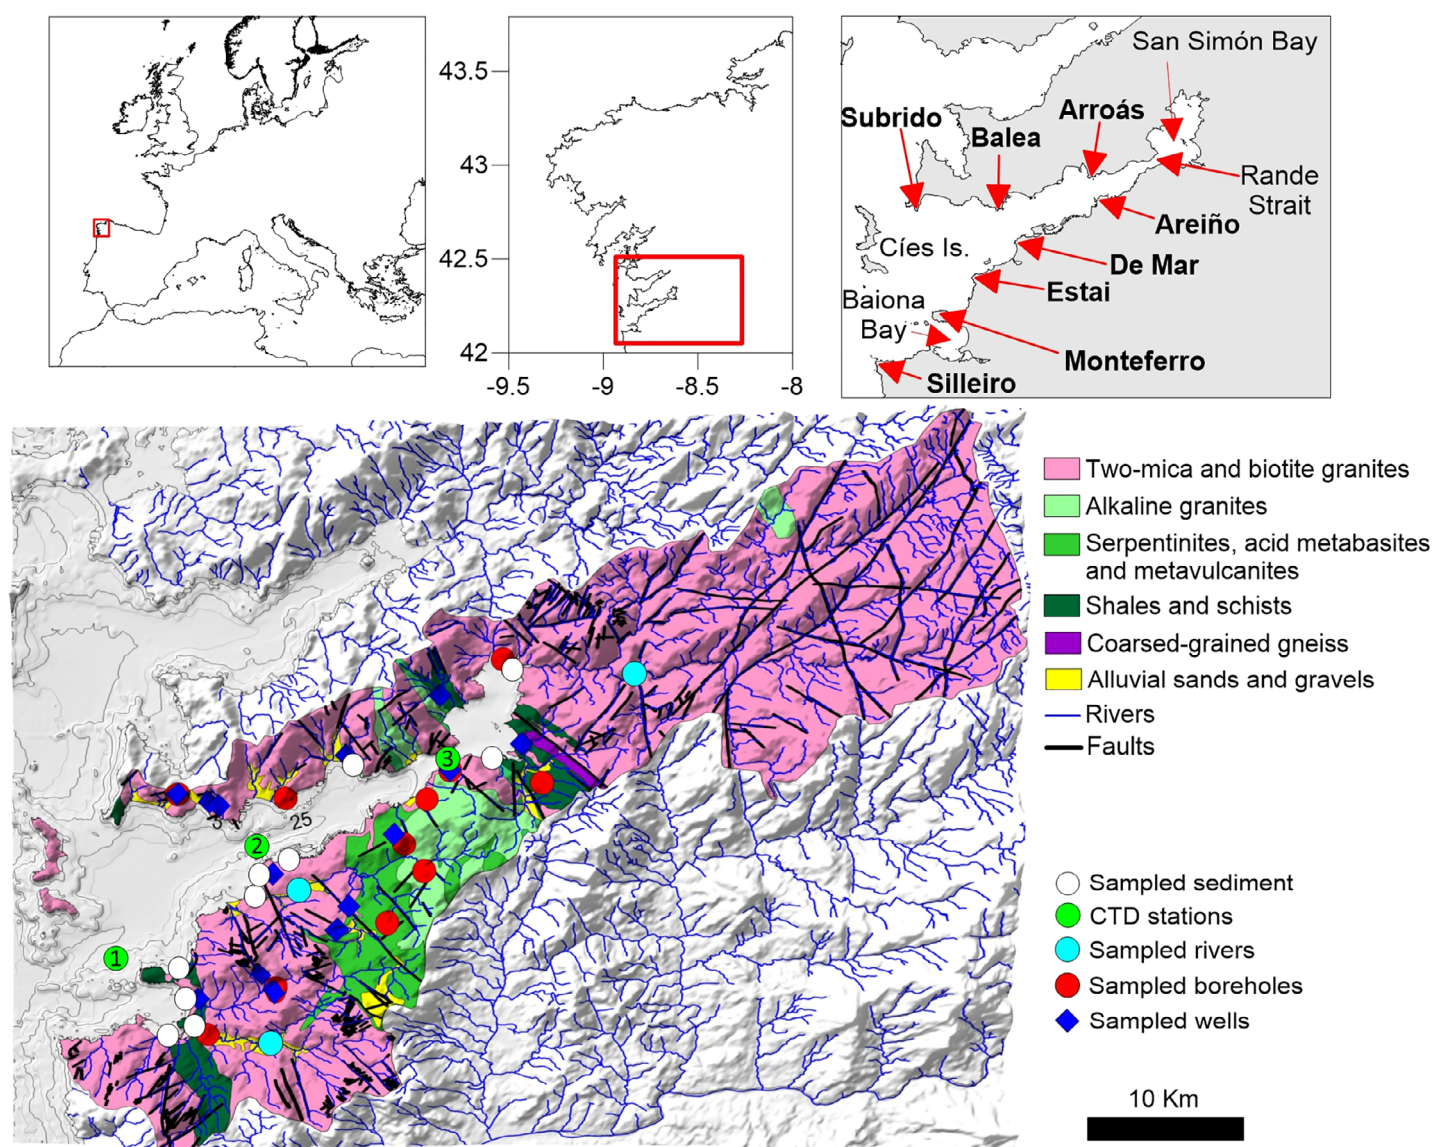 43.5
43
42.5
42
-9.5
-9
-8.5
-8
San Simón Bay
Subrido
Arroás
Balea
Rande
Strait
Areiño
Cíes Is.
De Mar
Estai
Baiona
Bay
Monteferro
Silleiro
Two-mica and biotite granites
Alkaline granites
Serpentinites, acid metabasites
and metavulcanites
Shales and schists
Coarsed-grained gneiss
Alluvial sands and gravels
Rivers
Faults
3
25
2
1
Sampled sediment
CTD stations
Sampled rivers
Sampled boreholes
Sampled wells
10 Km